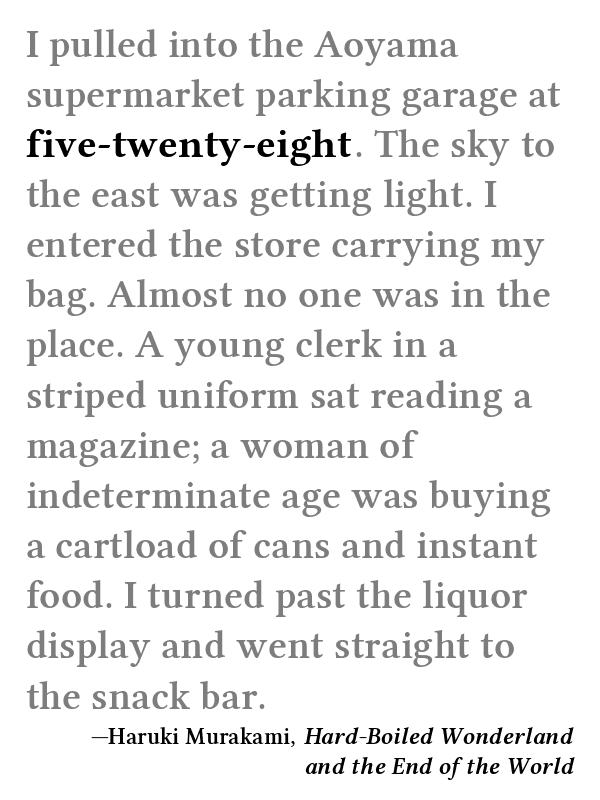 I pulled into the Aoyama
supermarket parking garage at
five-twenty-eight. The sky to
the east was getting light. I
entered the store carrying my
bag. Almost no one was in the
place. A young clerk in a
striped uniform sat reading a
magazine; a woman of
indeterminate age was buying
a cartload of cans and instant
food. I turned past the liquor
display and went straight to
the snack bar.
—Haruki Murakami, Hard-Boiled Wonderland
and the End of the World